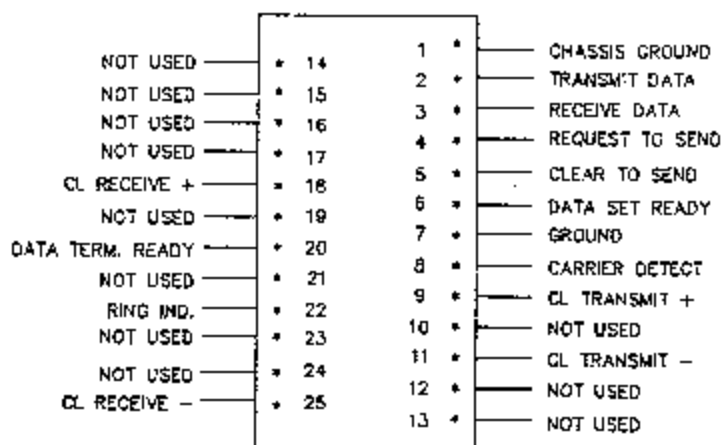 NOT USED 14
NOT USED 15
NOT USED 16
NOT USED 17
CL RECEIVE + 18
NOT USED 19
DATA TERM. READY 20
NOT USED 21
RING IND. 22
NOT USED 23
NOT USED 24
CL RECEIVE – 25
1 CHASSIS GROUND
2 TRANSMIT DATA
3 RECEIVE DATA
4 REQUEST TO SEND
5 CLEAR TO SEND
6 DATA SET READY
7 GROUND
8 CARRIER DETECT
9 CL TRANSMIT +
10 NOT USED
11 CL TRANSMIT –
12 NOT USED
13 NOT USED